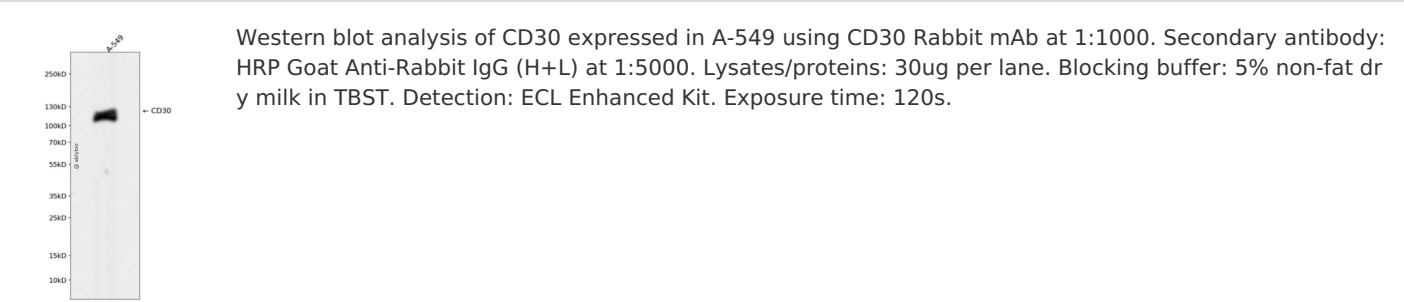 A-549
Western blot analysis of CD30 expressed in A-549 using CD30 Rabbit mAb at 1:1000. Secondary antibody:
HRP Goat Anti-Rabbit IgG (H+L) at 1:5000. Lysates/proteins: 30ug per lane. Blocking buffer: 5% non-fat dr
y milk in TBST. Detection: ECL Enhanced Kit. Exposure time: 120s.
250kD
130kD
← CD30
100kD
70kD
55kD
@ ablybio
35kD
25kD
15kD
10kD